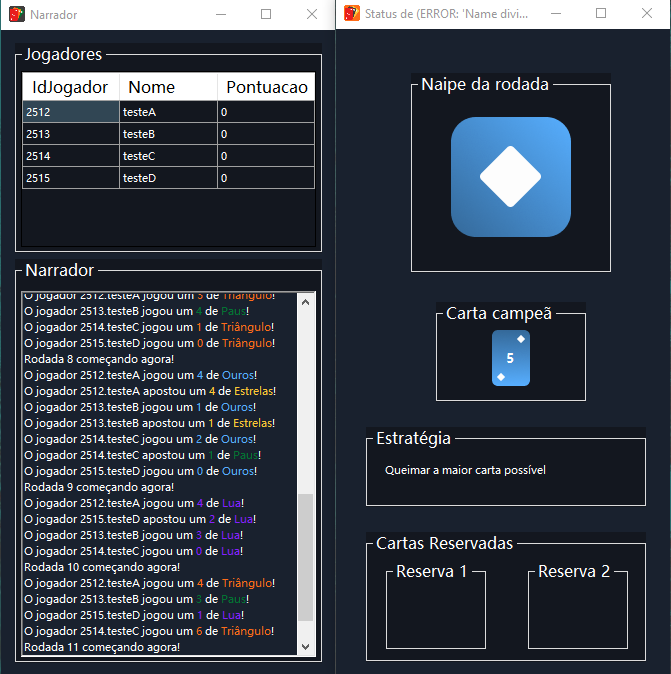 Narrador
Jogadores
IdJogador Nome Pontuacao
2512 testeA 0
2513 testeB 0
2514 testeC 0
2515 testeD 0
Narrador
O jogador 2512.testeA jogou um 3 de Triângulo!
O jogador 2513.testeB jogou um 4 de Paus!
O jogador 2514.testeC jogou um 1 de Triângulo!
O jogador 2515.testeD jogou um 0 de Triângulo!
Rodada 8 começando agora!
O jogador 2512.testeA jogou um 4 de Ouros!
O jogador 2512.testeA apostou um 4 de Estrelas!
O jogador 2513.testeB jogou um 1 de Ouros!
O jogador 2513.testeB apostou um 1 de Estrelas!
O jogador 2514.testeC jogou um 2 de Ouros!
O jogador 2514.testeC apostou um 1 de Paus!
O jogador 2515.testeD jogou um 0 de Ouros!
Rodada 9 começando agora!
O jogador 2512.testeA jogou um 4 de Lua!
O jogador 2515.testeD apostou um 2 de Lua!
O jogador 2513.testeB jogou um 3 de Lua!
O jogador 2514.testeC jogou um 0 de Lua!
Rodada 10 começando agora!
O jogador 2512.testeA jogou um 4 de Triângulo!
O jogador 2513.testeB jogou um 3 de Paus!
O jogador 2515.testeD jogou um 1 de Lua!
O jogador 2514.testeC jogou um 6 de Triângulo!
Rodada 11 começando agora!
Status de (ERROR: 'Name divi...
Naipe da rodada
Carta campeã
5
Estratégia
Queimar a maior carta possível
Cartas Reservadas
Reserva 1 Reserva 2